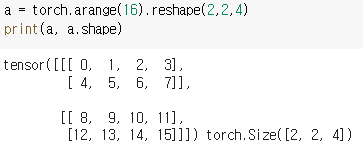 a = torch.arange(16).reshape(2,2,4)
print(a, a.shape)
tensor([[[ 0, 1, 2, 3],
[ 4, 5, 6, 7]],
[[ 8, 9, 10, 11],
[12, 13, 14, 15]]]) torch.Size([2, 2, 4])